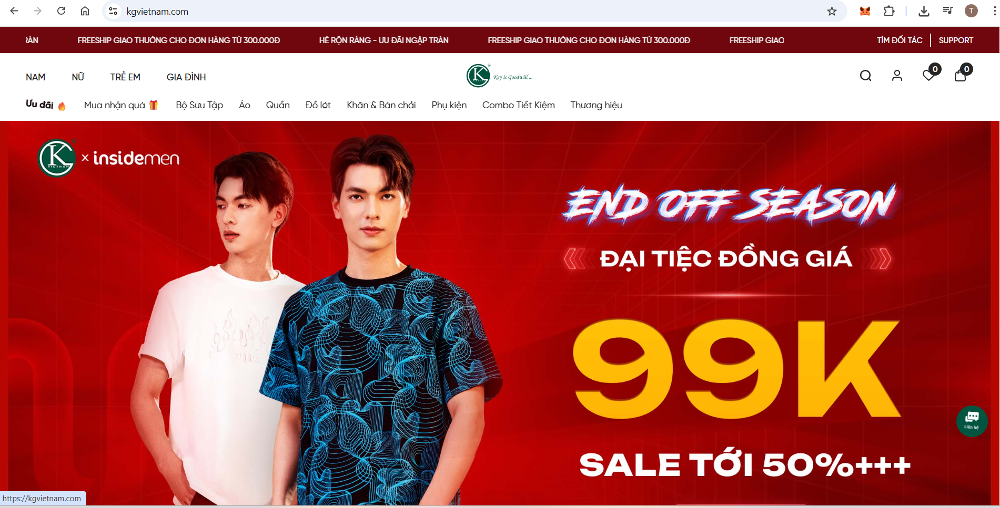 kgvietnam.com
T
RÀN FREESHIP GIAO THƯỜNG CHO ĐƠN HÀNG TỪ 300.000Đ HÈ RỘN RÀNG - ƯU ĐÃI NGẬP TRÀN FREESHIP GIAO THƯỜNG CHO ĐƠN HÀNG TỪ 300.000Đ FREESHIP GIAO TÌM ĐỐI TÁC SUPPORT
NAM NỮ TRẺ EM GIA ĐÌNH KG VIETNAM ® Key is Goodwill ... 0 0
Ưu đãi Mua nhận quà Bộ Sưu Tập Áo Quần Đồ lót Khăn & Bàn chải Phụ kiện Combo Tiết Kiệm Thương hiệu
KG VIETNAM x insidemen
END OFF SEASON
ĐẠI TIỆC ĐỒNG GIÁ
99K
Liên hệ
SALE TỚI 50%+++
https://kgvietnam.com